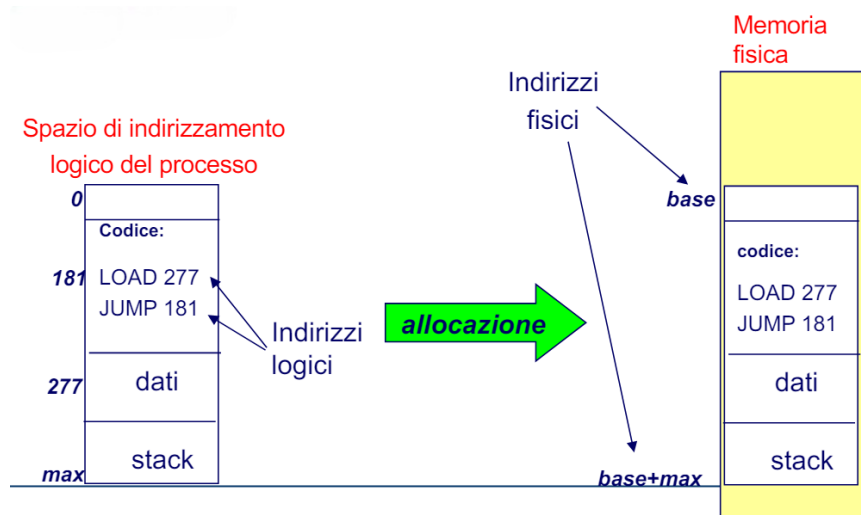 Memoria
fisica
Indirizzi
fisici
Spazio di indirizzamento
logico del processo
0
base
Codice:
codice:
181
LOAD 277
LOAD 277
JUMP 181
JUMP 181
Indirizzi
logici
allocazione
277
dati
dati
stack
stack
max
base+max